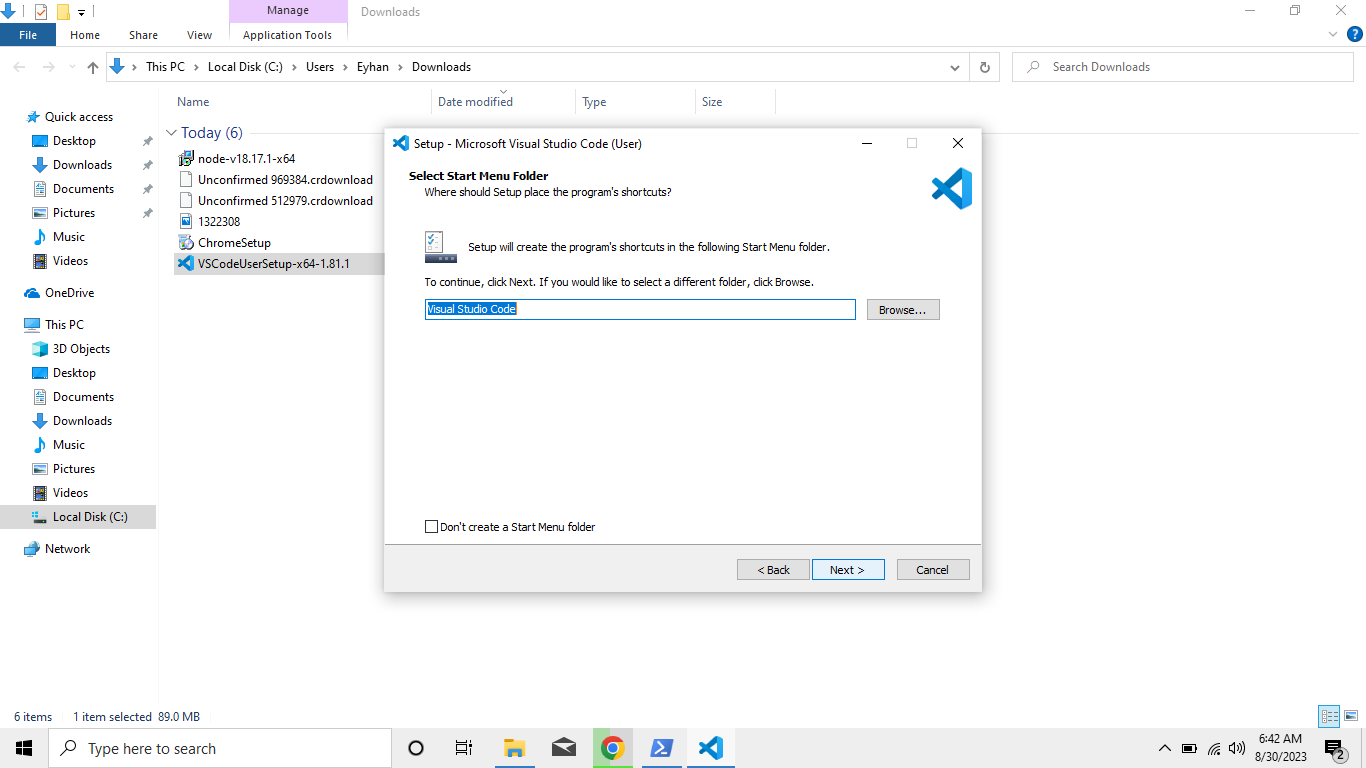 Manage
Downloads
File
Home
Share
View
Application Tools
This PC
Local Disk (C:)
Users
Eyhan
Downloads
Search Downloads
Name
Date modified
Type
Size
Quick access
Desktop
Downloads
Documents
Pictures
Music
Videos
OneDrive
This PC
3D Objects
Desktop
Documents
Downloads
Music
Pictures
Videos
Local Disk (C:)
Network
Today (6)
node-v18.17.1-x64
Unconfirmed 969384.crdownload
Unconfirmed 512979.crdownload
1322308
ChromeSetup
VSCodeUserSetup-x64-1.81.1
Setup - Microsoft Visual Studio Code (User)
Select Start Menu Folder
Where should Setup place the program's shortcuts?
Setup will create the program's shortcuts in the following Start Menu folder.
To continue, click Next. If you would like to select a different folder, click Browse.
Visual Studio Code
Browse...
Don't create a Start Menu folder
< Back
Next >
Cancel
6 items
1 item selected
89.0 MB
Type here to search
6:42 AM
8/30/2023
2